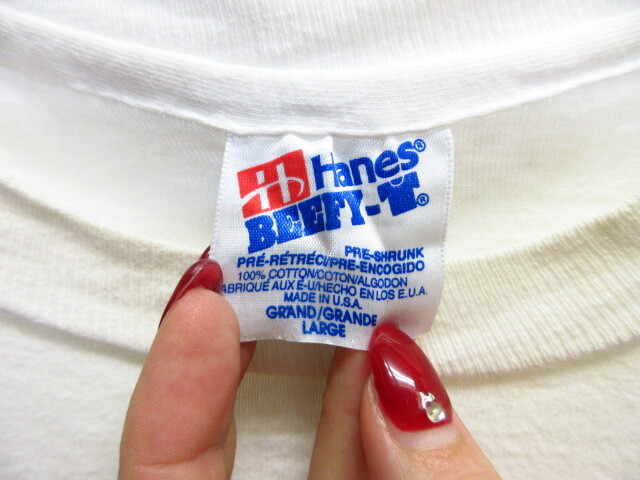 Hanes®
BEEFY-T®
PRE-SHRUNK
PRÉ-RÉTRÉCI/PRE-ENCOGIDO
100% COTTON/COTON/ALGODON
ABRIQUÉ AUX E-U/HECHO EN LOS E.U.A.
MADE IN U.S.A.
GRAND/GRANDE
LARGE